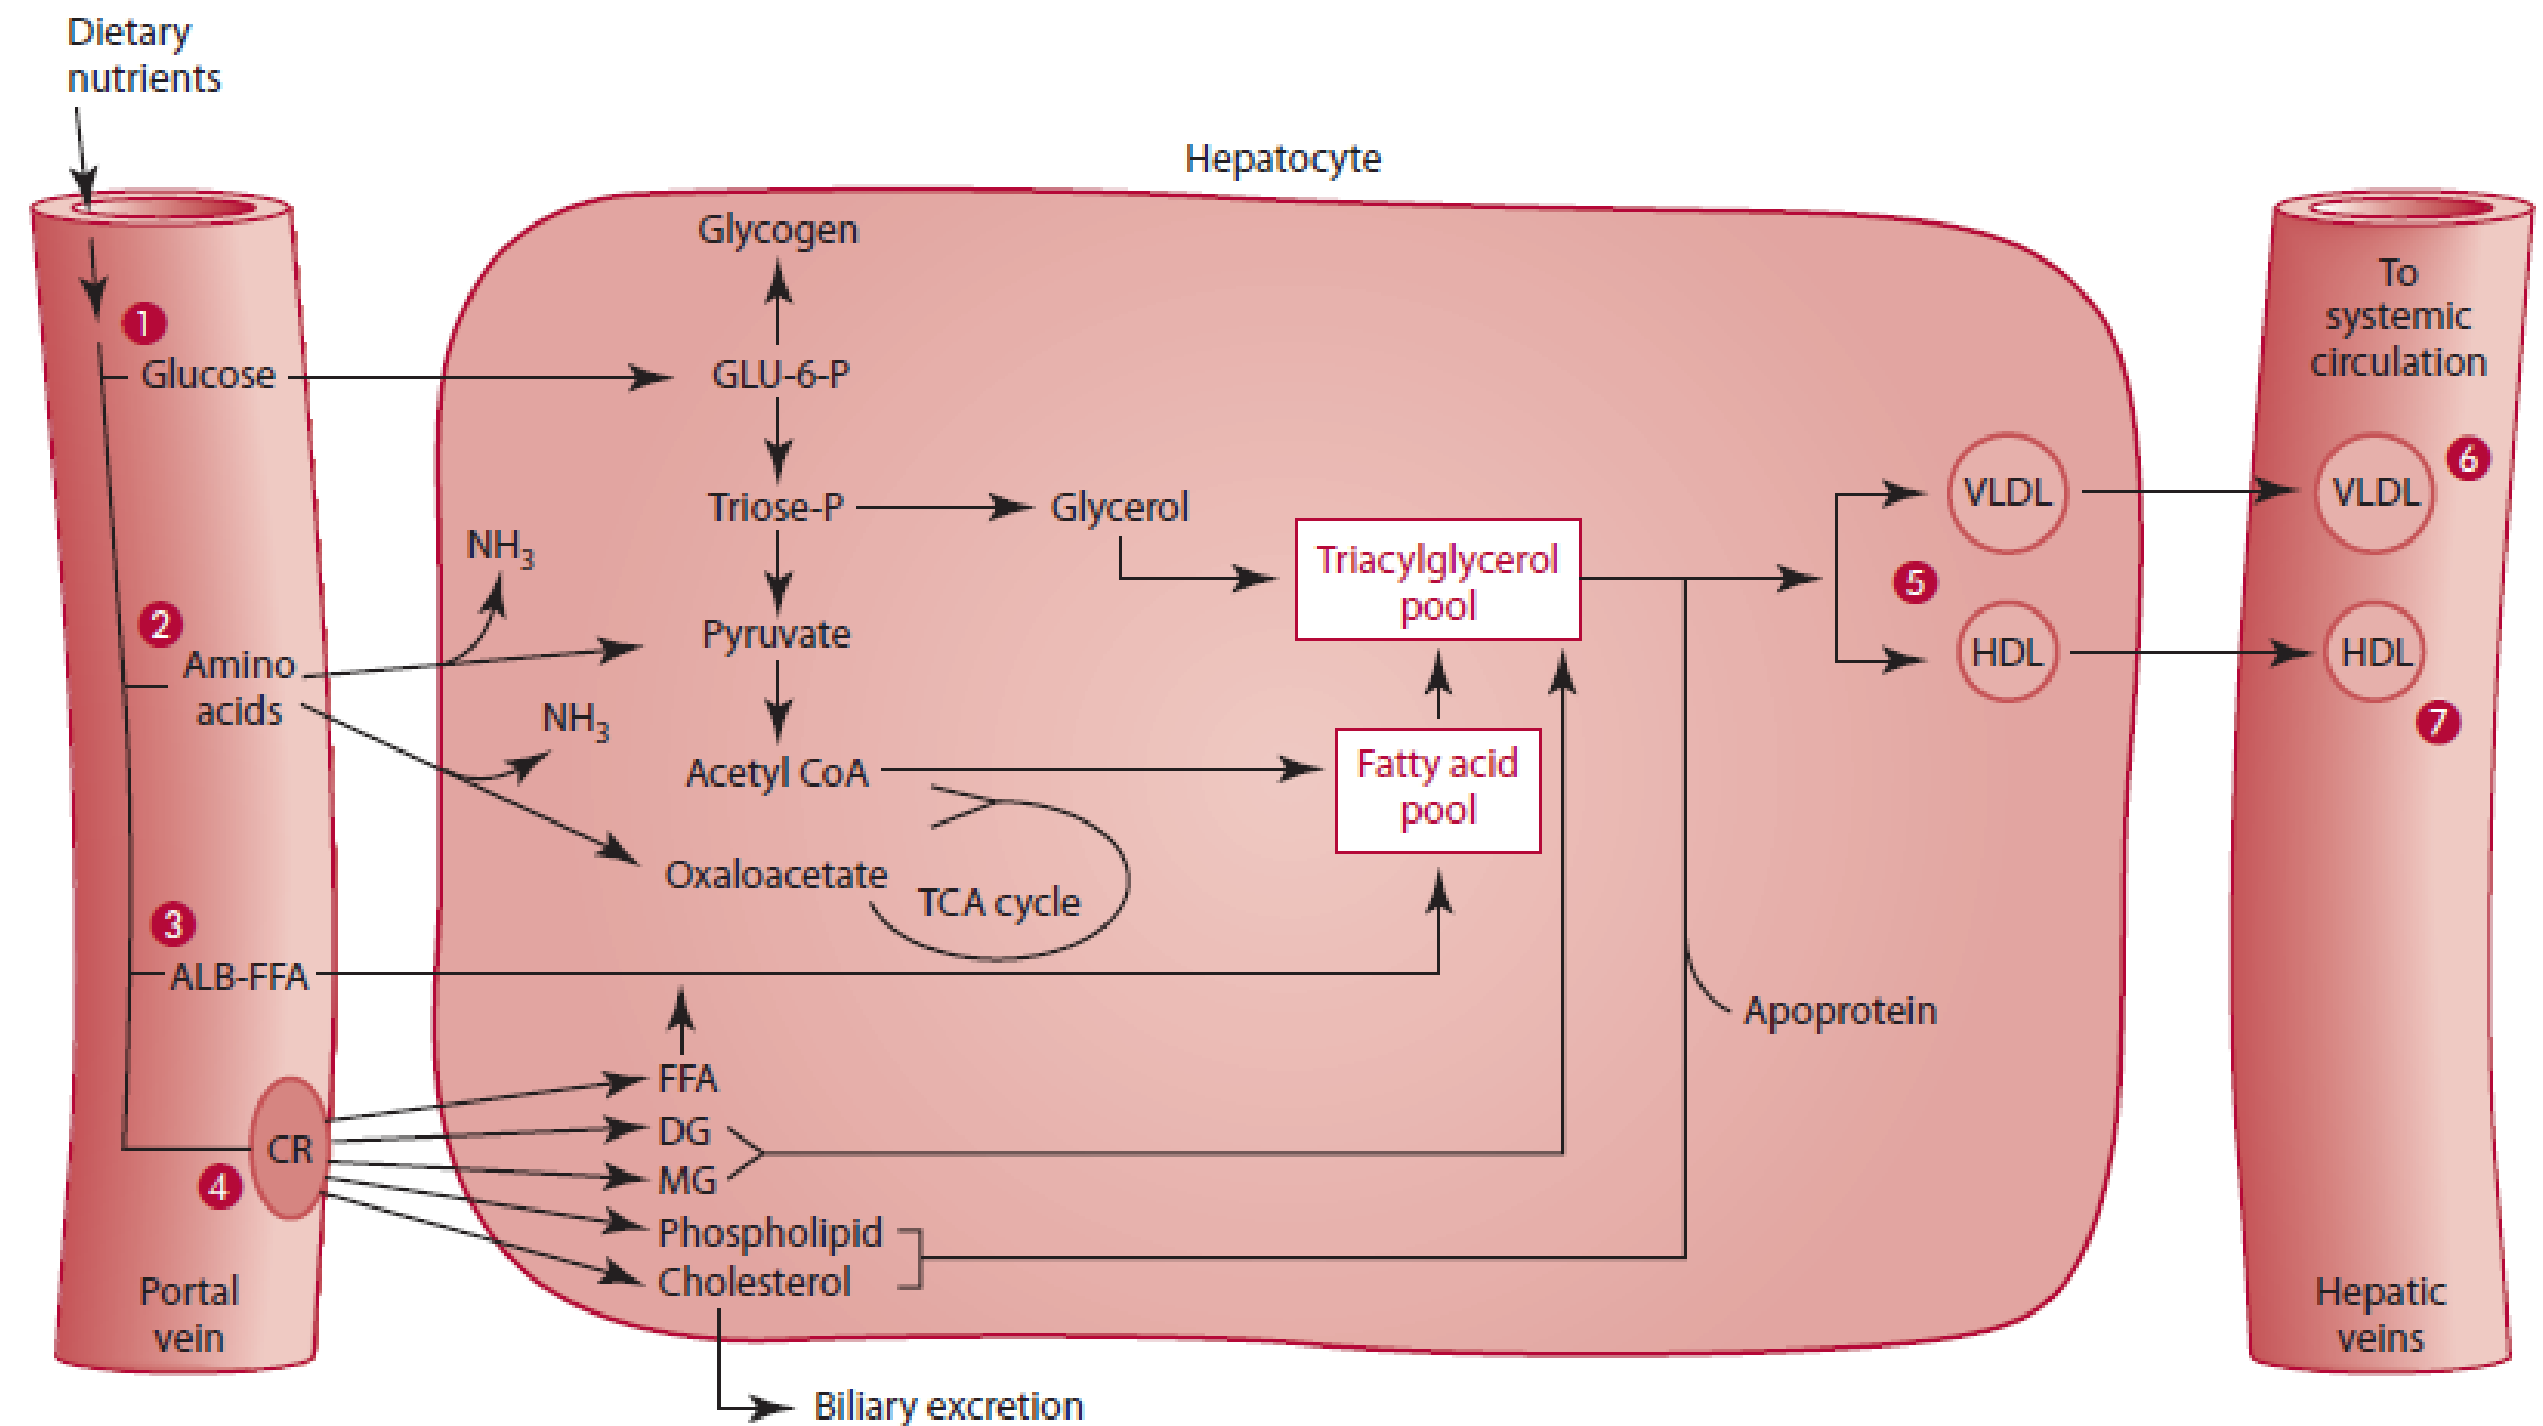 Dietary
nutrients
Hepatocyte
Glycogen
1
Glucose
GLU-6-P
To
systemic
circulation
Triose-P
Glycerol
VLDL
VLDL
6
NH3
Triacylglycerol
pool
5
2
Amino
acids
Pyruvate
HDL
HDL
7
NH3
Acetyl CoA
Fatty acid
pool
Oxaloacetate
TCA cycle
3
ALB-FFA
Apoprotein
FFA
DG
CR
MG
4
Phospholipid
Cholesterol
Portal
vein
Hepatic
veins
Biliary excretion